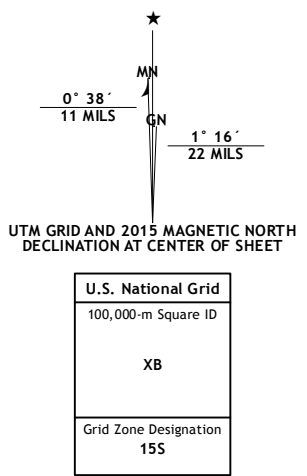 ★
MN
GN
0° 38´
11 MILS
1° 16´
22 MILS
UTM GRID AND 2015 MAGNETIC NORTH
DECLINATION AT CENTER OF SHEET
U.S. National Grid
100,000-m Square ID
XB
Grid Zone Designation
15S